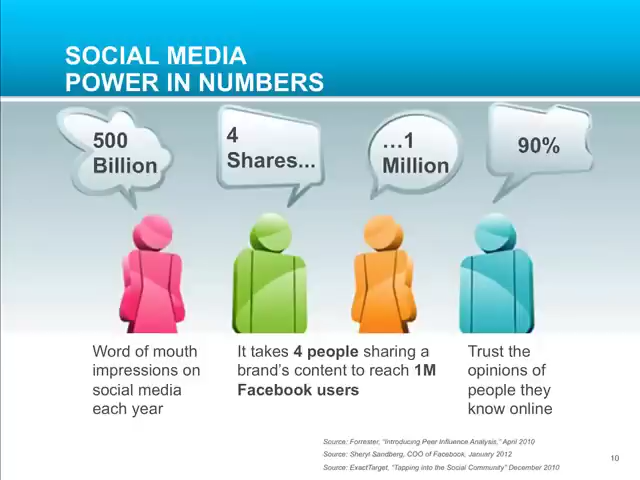 SOCIAL MEDIA
POWER IN NUMBERS
500
Billion
4
Shares...
…1
Million
90%
Word of mouth
impressions on
social media
each year
It takes 4 people sharing a
brand’s content to reach 1M
Facebook users
Trust the
opinions of
people they
know online
Source: Forrester, “Introducing Peer Influence Analysis,” April 2010
Source: Sheryl Sandberg, COO of Facebook, January 2012
Source: ExactTarget, “Tapping into the Social Community” December 2010
10